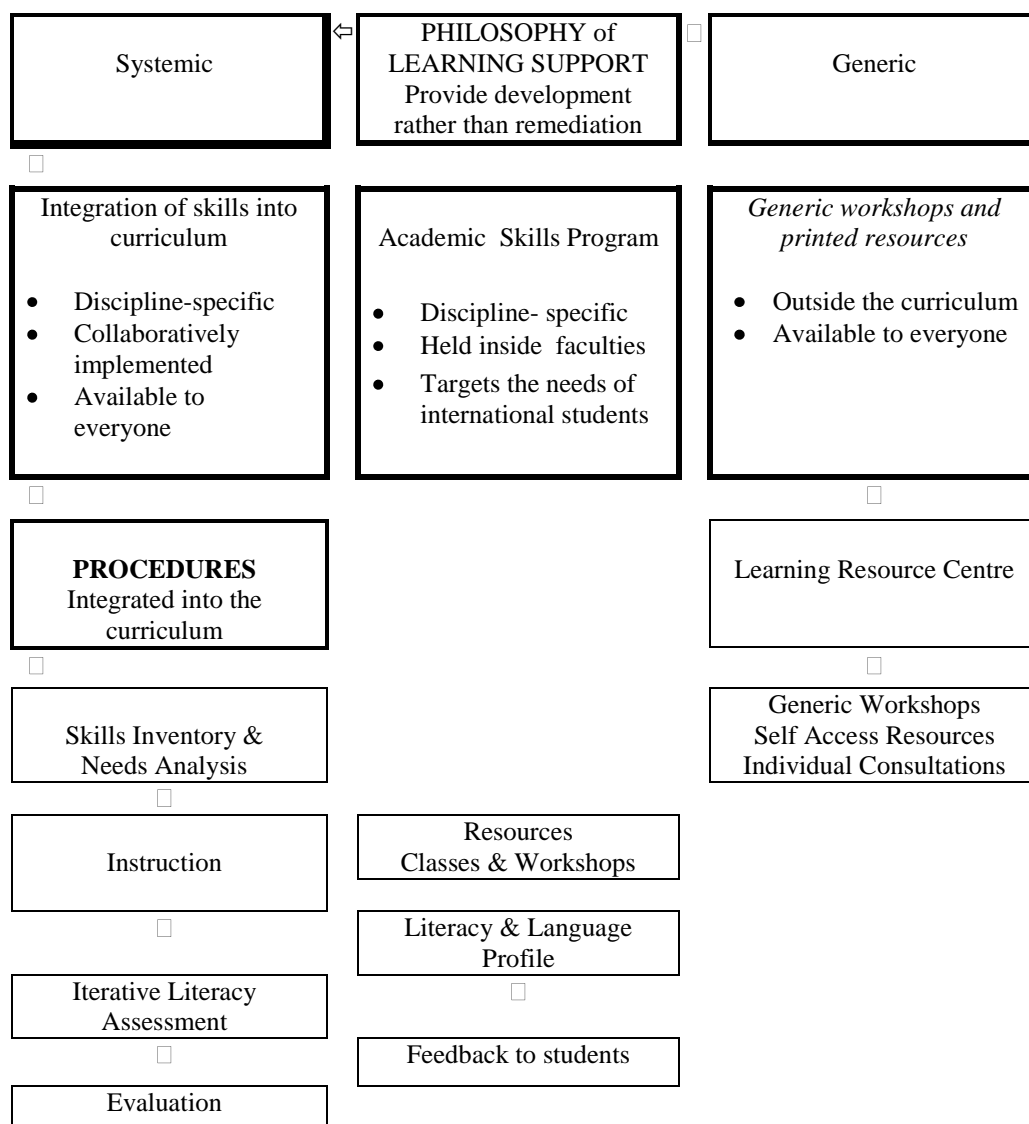 Systemic
⇦
PHILOSOPHY of
LEARNING SUPPORT
Provide development
rather than remediation
Generic
Integration of skills into
curriculum
● Discipline-specific
● Collaboratively
implemented
● Available to
everyone
Academic Skills Program
● Discipline- specific
● Held inside faculties
● Targets the needs of
international students
Generic workshops and
printed resources
● Outside the curriculum
● Available to everyone
PROCEDURES
Integrated into the
curriculum
Learning Resource Centre
Skills Inventory &
Needs Analysis
Generic Workshops
Self Access Resources
Individual Consultations
Instruction
Resources
Classes & Workshops
Literacy & Language
Profile
Iterative Literacy
Assessment
Feedback to students
Evaluation